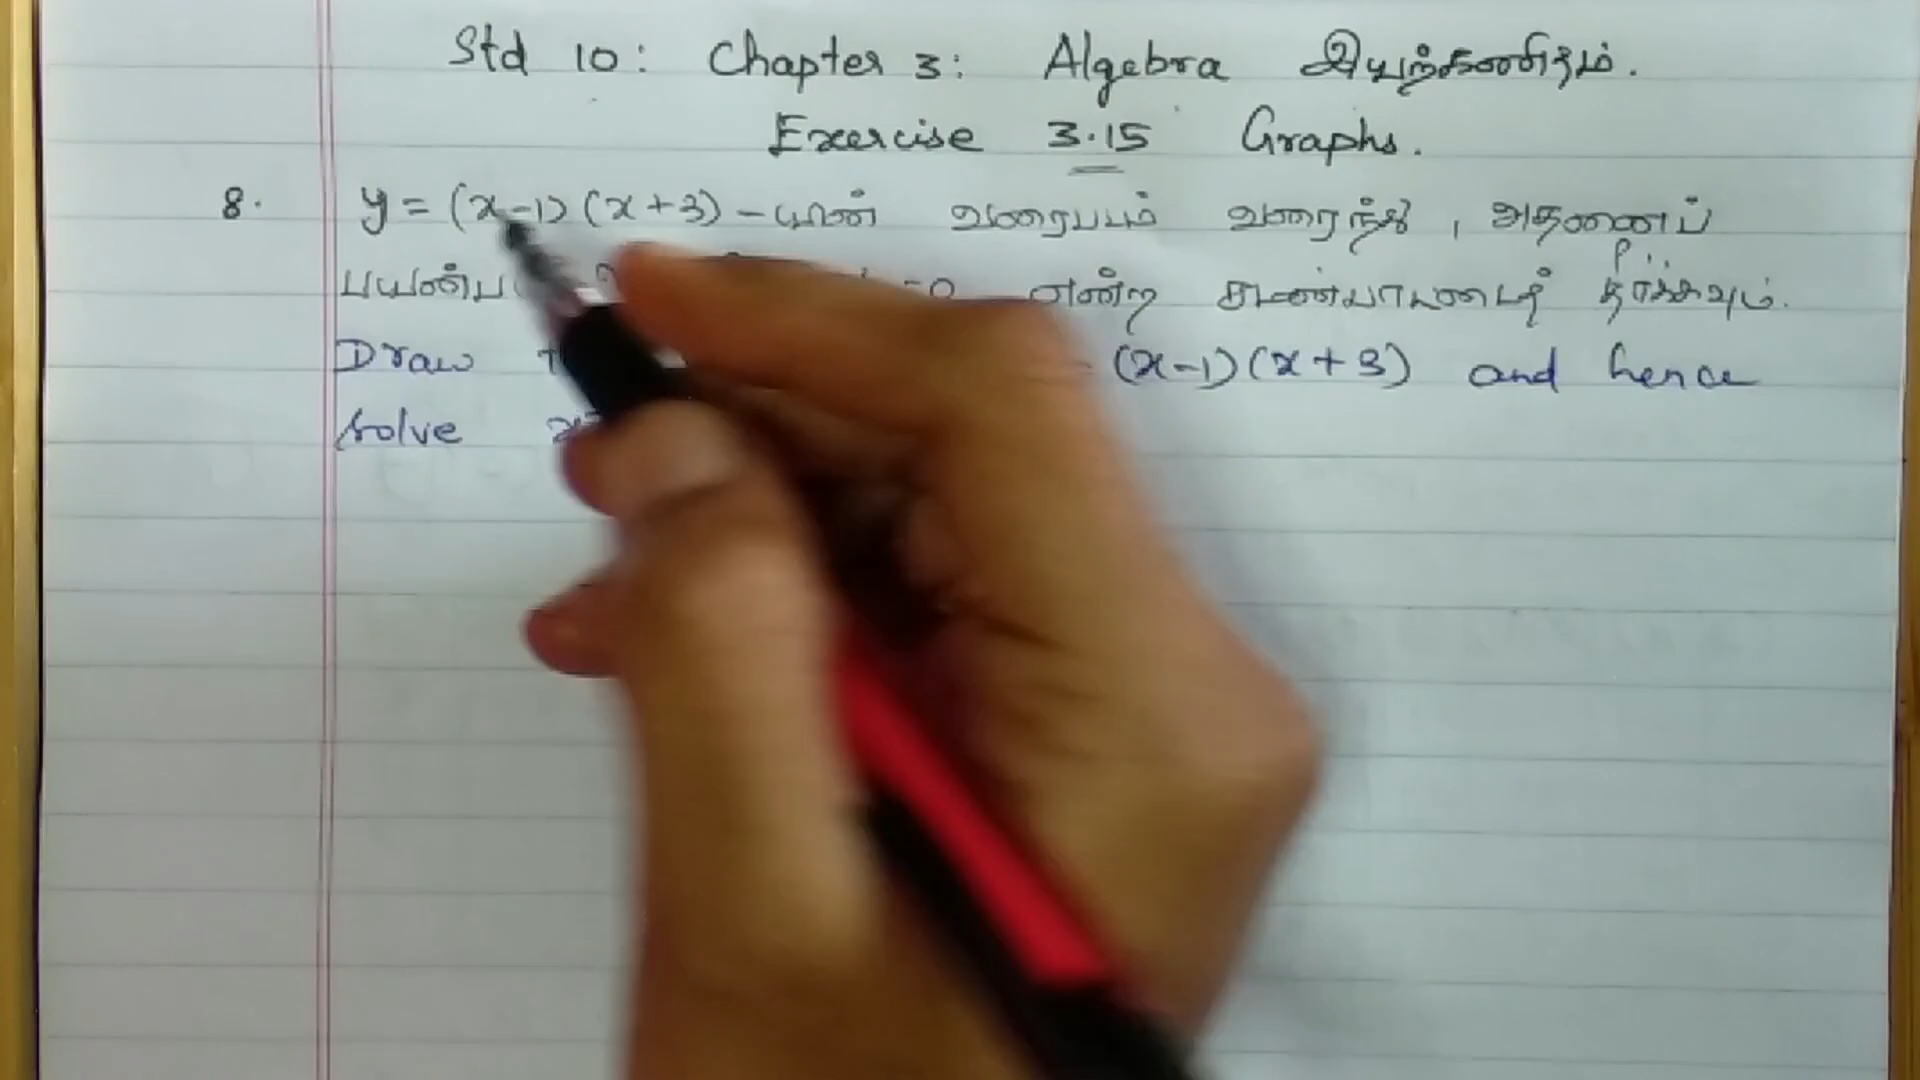 Std 10: Chapter 3: Algebra இயற்கணிதம்.
Exercise 3.15 Graphs.
8. y = (x-1)(x+3) -யின் வரைபடம் வரைந்து, அதனைப்
=0 என்ற சமன்பாட்டைத் தீர்க்கவும்.
Draw (x-1)(x+3) and hence
solve